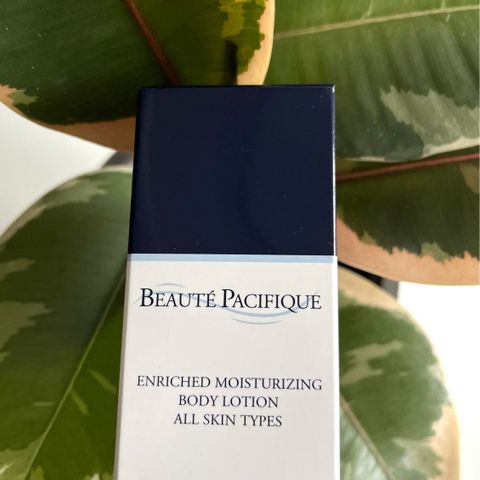 BEAUTÉ PACIFIQUE
ENRICHED MOISTURIZING
BODY LOTION
ALL SKIN TYPES